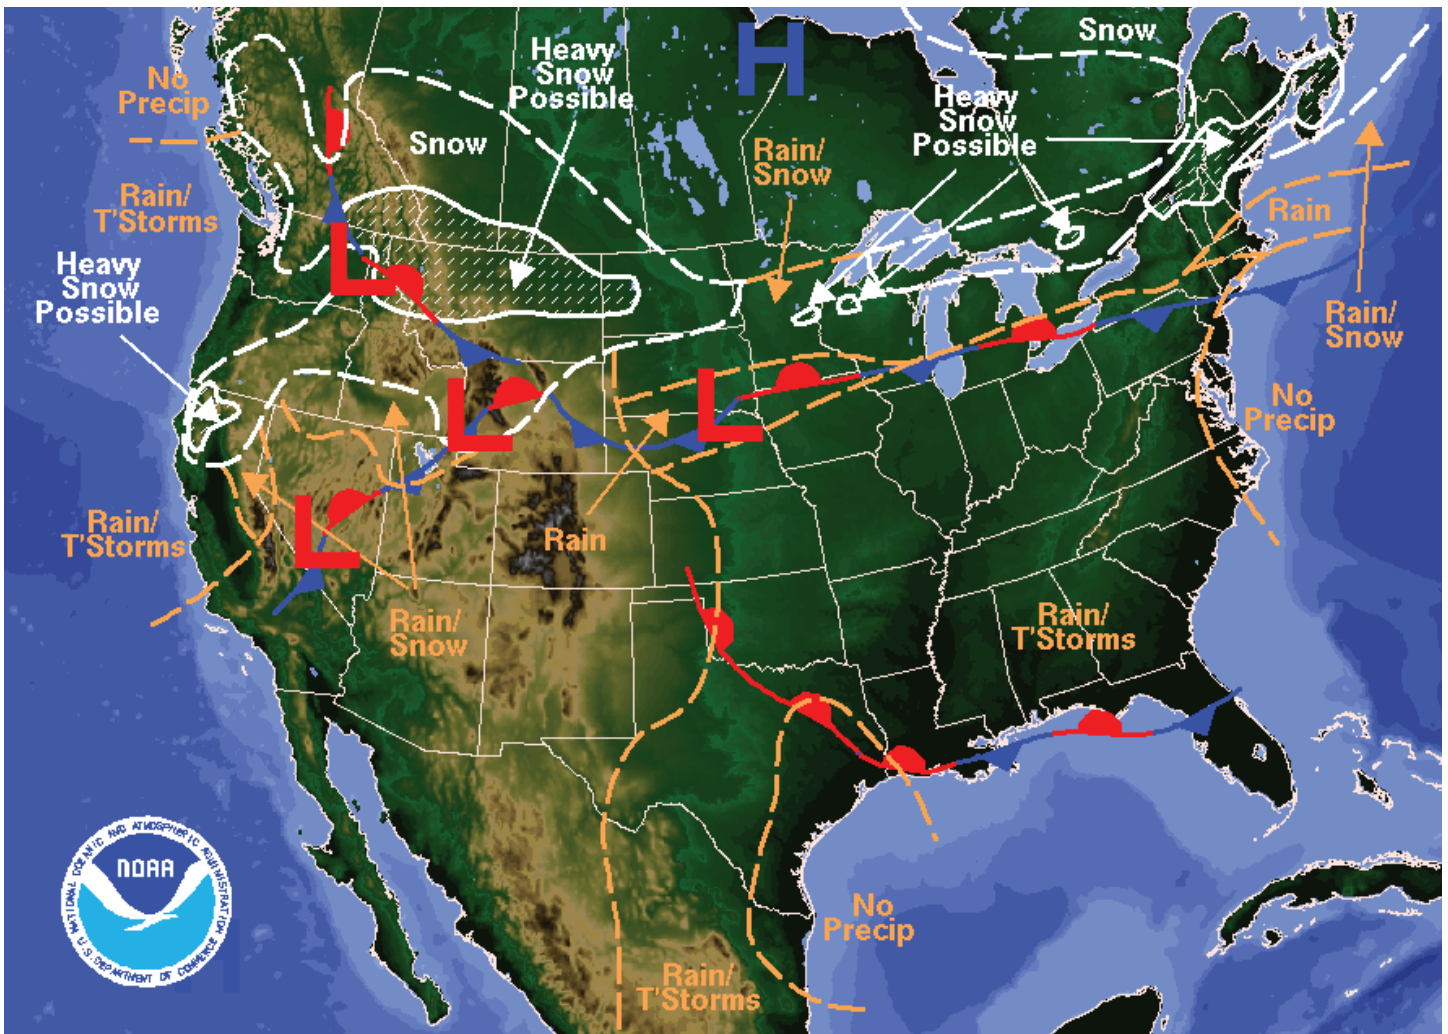 Snow
H
Heavy
Snow
Possible
No
Precip
Heavy
Snow
Possible
Snow
Rain/
Snow
Rain/
T'Storms
Rain
L
Heavy
Snow
Possible
Rain/
Snow
L
L
No
Precip
L
Rain/
T'Storms
Rain
Rain/
Snow
Rain/
T'Storms
No
Precip
Rain/
T'Storms
NATIONAL OCEANIC AND ATMOSPHERIC ADMINISTRATION
NOAA
U.S. DEPARTMENT OF COMMERCE
H